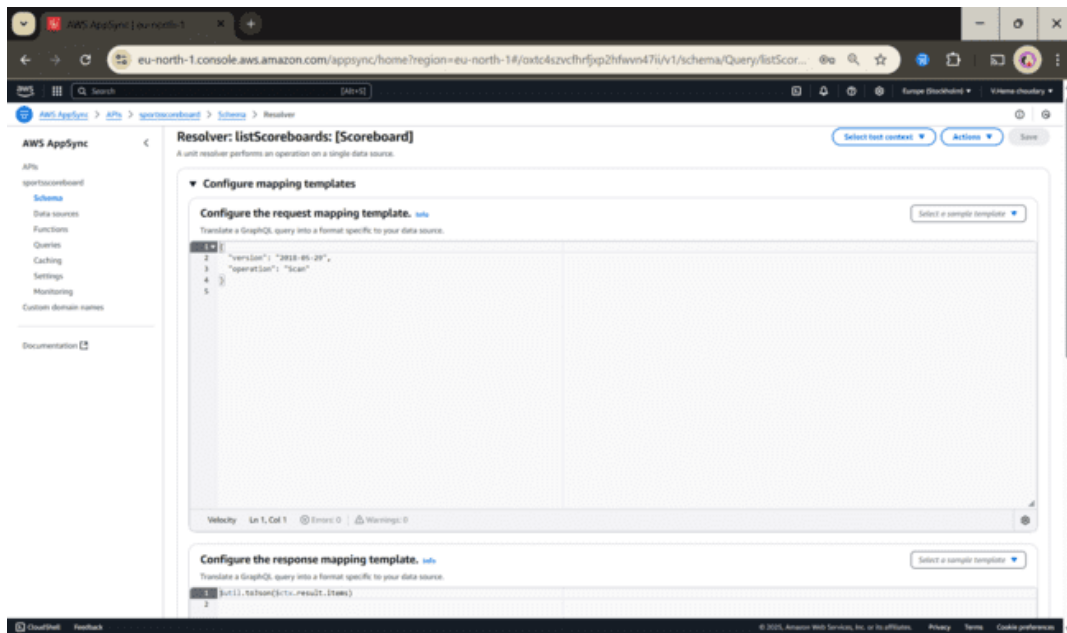 AWS AppSync | eu-north-1
eu-north-1.console.aws.amazon.com/appsync/home?region=eu-north-1#/oxtc4szvcfhrfjxp2hfwvn47ii/v1/schema/Query/listScor...
aws Search [Alt+S] Europe (Stockholm) V.Hema choudary
AWS AppSync > APIs > sportsscoreboard > Schema > Resolver
AWS AppSync
APIs
sportsscoreboard
Schema
Data sources
Functions
Queries
Caching
Settings
Monitoring
Custom domain names
Documentation
Resolver: listScoreboards: [Scoreboard]
Select test context
Actions
Save
A unit resolver performs an operation on a single data source.
Configure mapping templates
Configure the request mapping template. Info
Select a sample template
Translate a GraphQL query into a format specific to your data source.
1 {
2 "version": "2018-05-29",
3 "operation": "Scan"
4 }
5
Velocity Ln 1, Col 1 Errors: 0 Warnings: 0
Configure the response mapping template. Info
Select a sample template
Translate a GraphQL query into a format specific to your data source.
1 $util.toJson($ctx.result.items)
2
CloudShell Feedback © 2025, Amazon Web Services, Inc. or its affiliates. Privacy Terms Cookie preferences